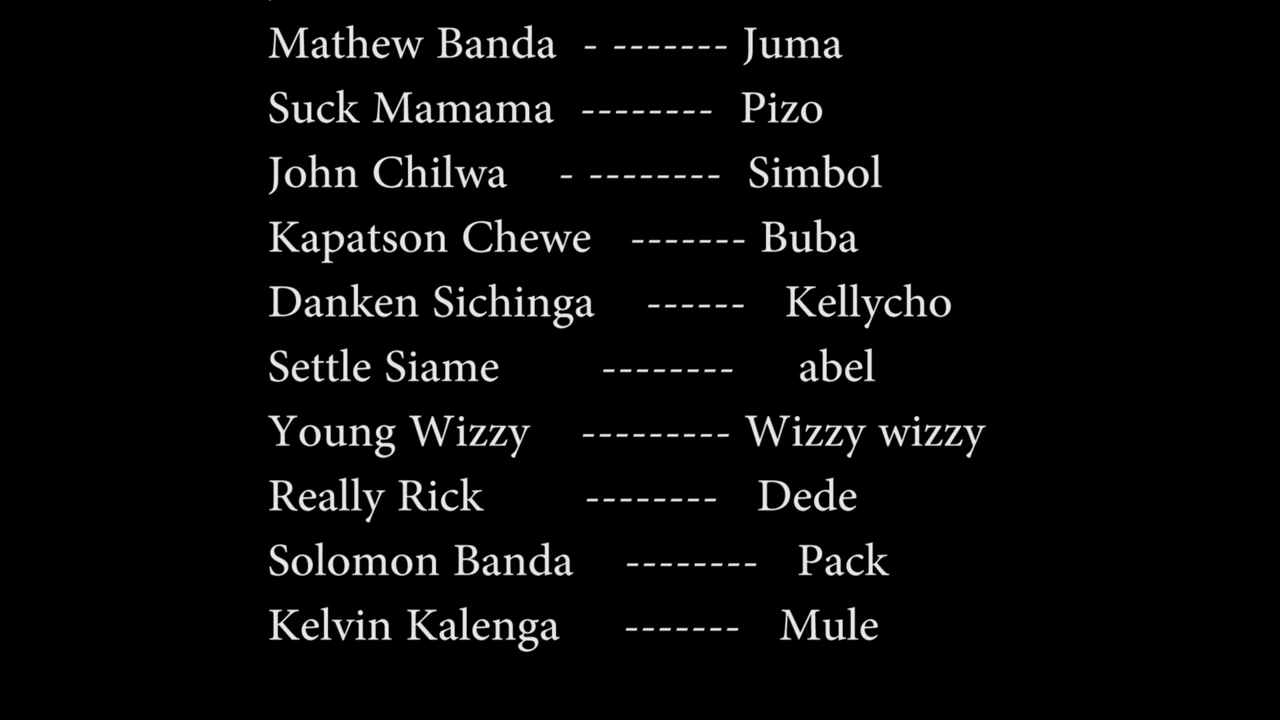 Mathew Banda - ------- Juma
Suck Mamama -------- Pizo
John Chilwa - -------- Simbol
Kapatson Chewe ------- Buba
Danken Sichinga ------ Kellycho
Settle Siame -------- abel
Young Wizzy --------- Wizzy wizzy
Really Rick -------- Dede
Solomon Banda -------- Pack
Kelvin Kalenga ------- Mule